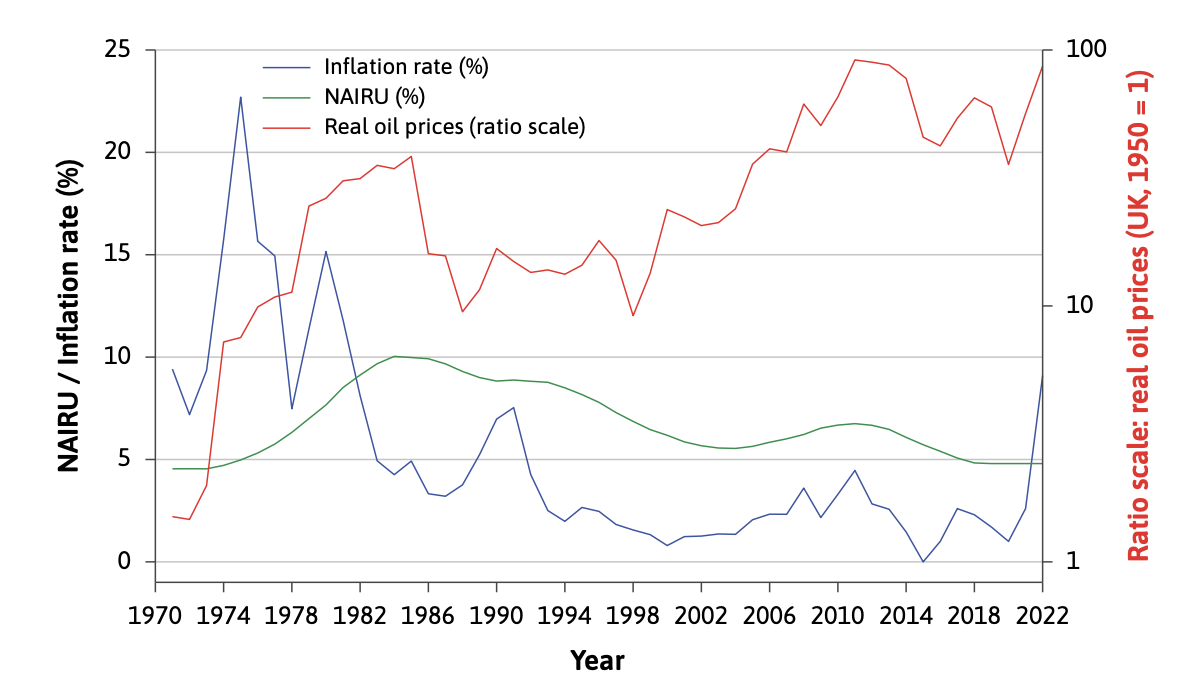 Inflation rate (%)
NAIRU (%)
Real oil prices (ratio scale)
NAIRU / Inflation rate (%)
25
20
15
10
5
0
100
10
1
Ratio scale: real oil prices (UK, 1950 = 1)
1970 1974 1978 1982 1986 1990 1994 1998 2002 2006 2010 2014 2018 2022
Year